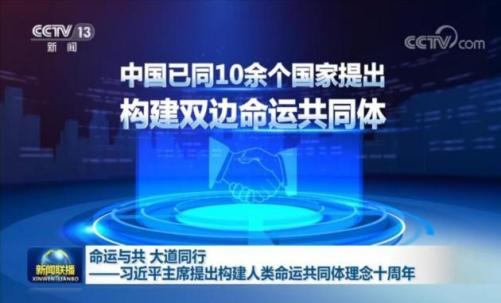 CCTV 13
新闻
CCTV.com
中国已同10余个国家提出
构建双边命运共同体
新闻联播
XINWEN LIANBO
命运与共 大道同行
——习近平主席提出构建人类命运共同体理念十周年